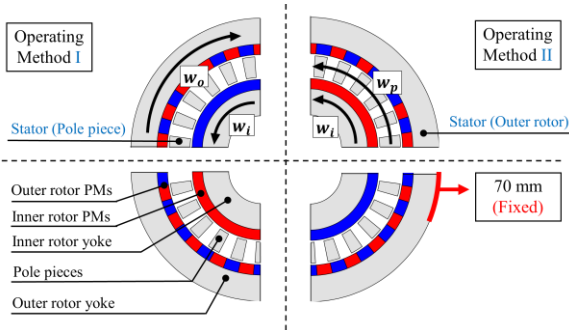 Operating
Method I
w_o
w_i
Stator (Pole piece)
Operating
Method II
w_p
w_i
Stator (Outer rotor)
Outer rotor PMs
Inner rotor PMs
Inner rotor yoke
Pole pieces
Outer rotor yoke
70 mm
(Fixed)